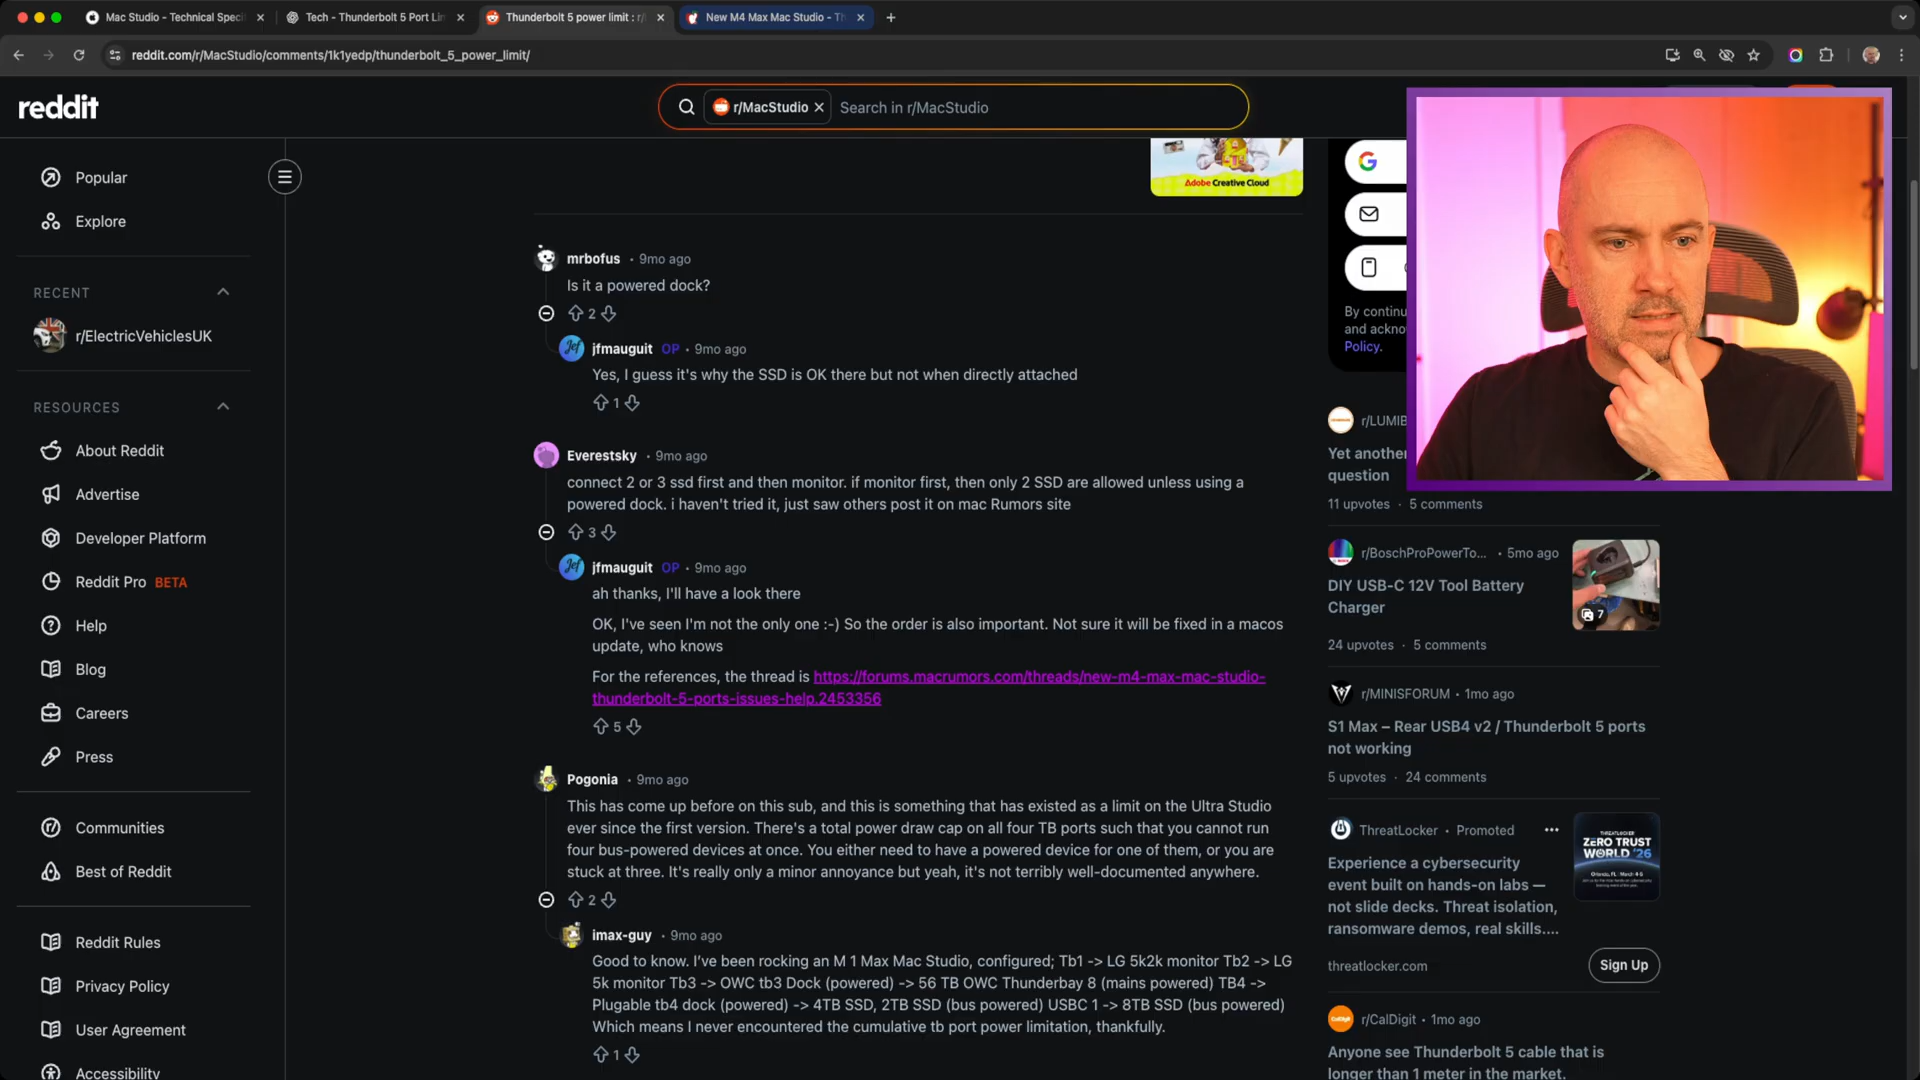 Mac Studio - Technical Speci
Tech - Thunderbolt 5 Port Lin
Thunderbolt 5 power limit : r/
New M4 Max Mac Studio - Th
reddit.com/r/MacStudio/comments/1k1yedp/thunderbolt_5_power_limit/
reddit
r/MacStudio
Search in r/MacStudio
Popular
Explore
RECENT
r/ElectricVehiclesUK
RESOURCES
About Reddit
Advertise
Developer Platform
Reddit Pro BETA
Help
Blog
Careers
Press
Communities
Best of Reddit
Reddit Rules
Privacy Policy
User Agreement
Accessibility
Adobe Creative Cloud
mrbofus • 9mo ago
Is it a powered dock?
2
jfmauguit OP • 9mo ago
Yes, I guess it's why the SSD is OK there but not when directly attached
1
Everestsky • 9mo ago
connect 2 or 3 ssd first and then monitor. if monitor first, then only 2 SSD are allowed unless using a
powered dock. i haven't tried it, just saw others post it on mac Rumors site
3
jfmauguit OP • 9mo ago
ah thanks, I'll have a look there
OK, I've seen I'm not the only one :-) So the order is also important. Not sure it will be fixed in a macos
update, who knows
For the references, the thread is https://forums.macrumors.com/threads/new-m4-max-mac-studio-
thunderbolt-5-ports-issues-help.2453356
5
Pogonia • 9mo ago
This has come up before on this sub, and this is something that has existed as a limit on the Ultra Studio
ever since the first version. There's a total power draw cap on all four TB ports such that you cannot run
four bus-powered devices at once. You either need to have a powered device for one of them, or you are
stuck at three. It's really only a minor annoyance but yeah, it's not terribly well-documented anywhere.
2
imax-guy • 9mo ago
Good to know. I've been rocking an M 1 Max Mac Studio, configured; Tb1 -> LG 5k2k monitor Tb2 -> LG
5k monitor Tb3 -> OWC tb3 Dock (powered) -> 56 TB OWC Thunderbay 8 (mains powered) TB4 ->
Plugable tb4 dock (powered) -> 4TB SSD, 2TB SSD (bus powered) USBC 1 -> 8TB SSD (bus powered)
Which means I never encountered the cumulative tb port power limitation, thankfully.
1
By continu
and ackno
Policy.
r/LUMIE
Yet another
question
11 upvotes · 5 comments
r/BoschProPowerTo... • 5mo ago
DIY USB-C 12V Tool Battery
Charger
7
24 upvotes · 5 comments
r/MINISFORUM • 1mo ago
S1 Max – Rear USB4 v2 / Thunderbolt 5 ports
not working
5 upvotes · 24 comments
ThreatLocker • Promoted
Experience a cybersecurity
event built on hands-on labs —
not slide decks. Threat isolation,
ransomware demos, real skills....
THREATLOCKER
ZERO TRUST
WORLD '26
threatlocker.com
Sign Up
r/CalDigit • 1mo ago
Anyone see Thunderbolt 5 cable that is
longer than 1 meter in the market.